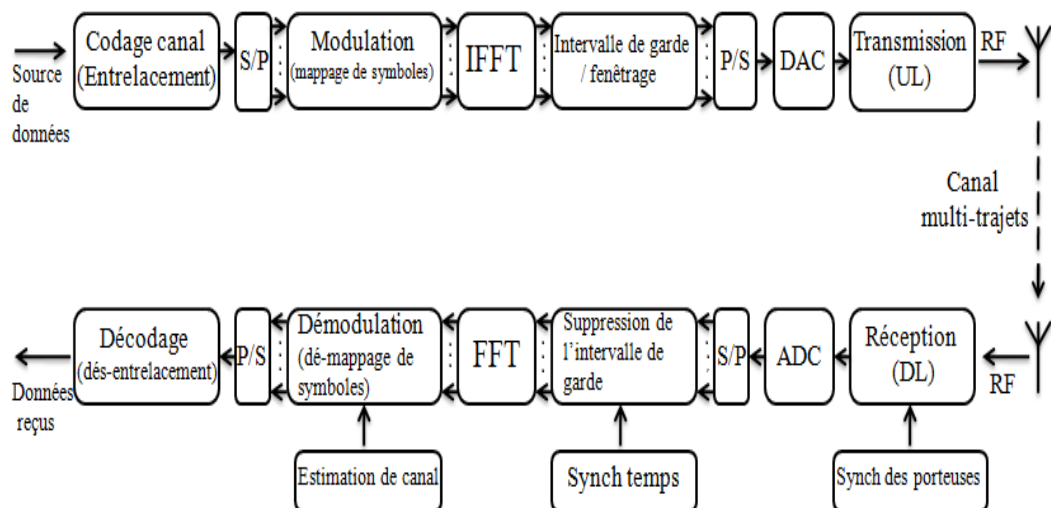 Source
de
données
Codage canal
(Entrelacement)
S/P
Modulation
(mappage de symboles)
IFFT
Intervalle de garde
/ fenêtrage
P/S
DAC
Transmission
(UL)
RF
Canal
multi-trajets
Données
reçus
Décodage
(dés-entrelacement)
P/S
Démodulation
(dé-mappage de
symboles)
FFT
Suppression de
l'intervalle de
garde
S/P
ADC
Réception
(DL)
RF
Estimation de canal
Synch temps
Synch des porteuses